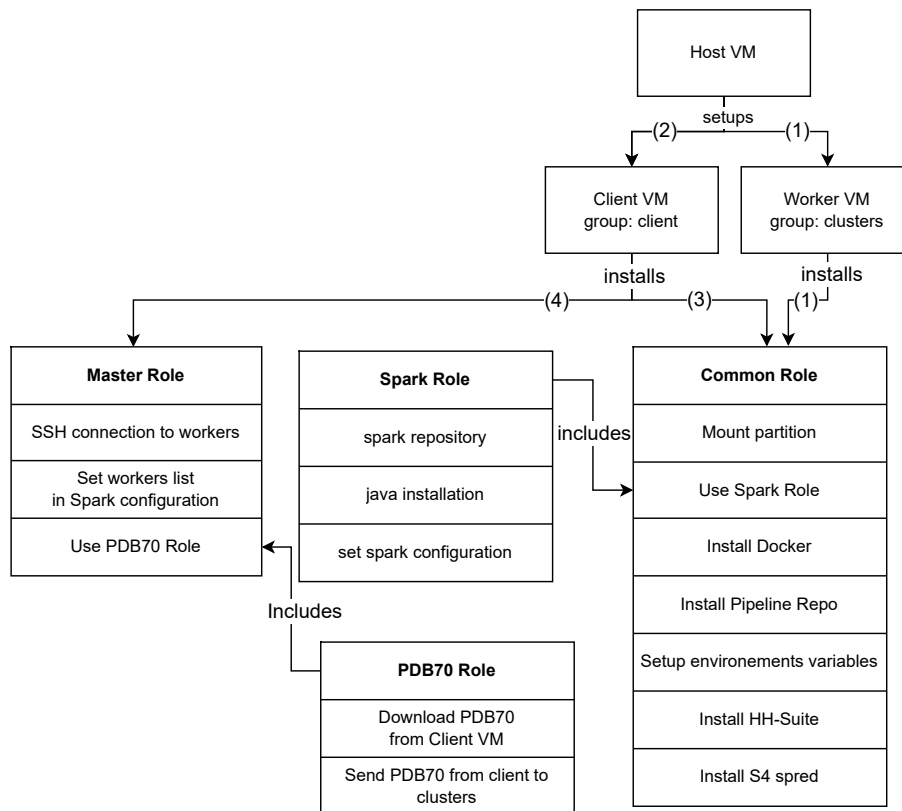 Host VM
setups
(2)
(1)
Client VM
group: client
Worker VM
group: clusters
installs
installs
(4)
(3)
(1)
Master Role
SSH connection to workers
Set workers list
in Spark configuration
Use PDB70 Role
Spark Role
spark repository
java installation
set spark configuration
includes
Common Role
Mount partition
Use Spark Role
Install Docker
Install Pipeline Repo
Setup environements variables
Install HH-Suite
Install S4 spred
Includes
PDB70 Role
Download PDB70
from Client VM
Send PDB70 from client to
clusters